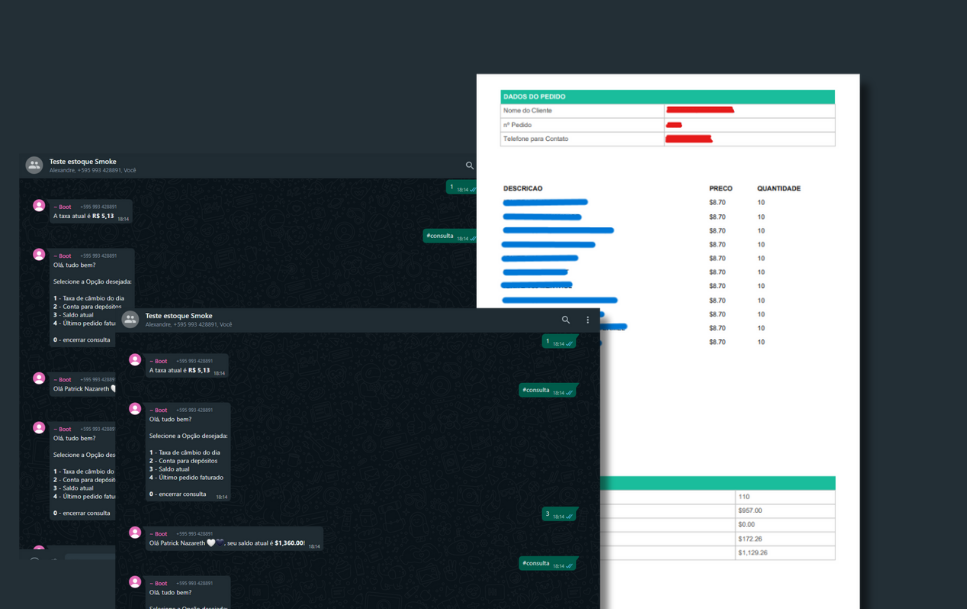 Teste estoque Smoke
Alexandre, +595 993 428891, Você
1 18:14
~ Boot +595 993 428891
A taxa atual é R$ 5,13 18:14
#consulta 18:14
~ Boot +595 993 428891
Olá, tudo bem?
Selecione a Opção desejada:
1 - Taxa de câmbio do dia
2 - Conta para depósitos
3 - Saldo atual
4 - Último pedido fatu
0 - encerrar consulta
~ Boot +595 993 4288
Olá Patrick Nazareth
~ Boot +595 993 4288
Olá, tudo bem?
Selecione a Opção des
1 - Taxa de câmbio do
2 - Conta para depósit
3 - Saldo atual
4 - Último pedido fatu
0 - encerrar consulta
Teste estoque Smoke
Alexandre, +595 993 428891, Você
1 18:14
~ Boot +595 993 428891
A taxa atual é R$ 5,13 18:14
#consulta 18:14
~ Boot +595 993 428891
Olá, tudo bem?
Selecione a Opção desejada:
1 - Taxa de câmbio do dia
2 - Conta para depósitos
3 - Saldo atual
4 - Último pedido faturado
0 - encerrar consulta 18:14
3 18:14
~ Boot +595 993 428891
Olá Patrick Nazareth 🤍, seu saldo atual é $1,360.00! 18:14
#consulta 18:14
~ Boot +595 993 428891
Olá, tudo bem?
Selecione a Opção desejada:
DADOS DO PEDIDO
Nome do Cliente
nº Pedido
Telefone para Contato
DESCRICAO PRECO QUANTIDADE
$8.70 10
$8.70 10
$8.70 10
$8.70 10
$8.70 10
$8.70 10
$8.70 10
$8.70 10
$8.70 10
$8.70 10
$8.70 10
110
$957.00
$0.00
$172.26
$1,129.26